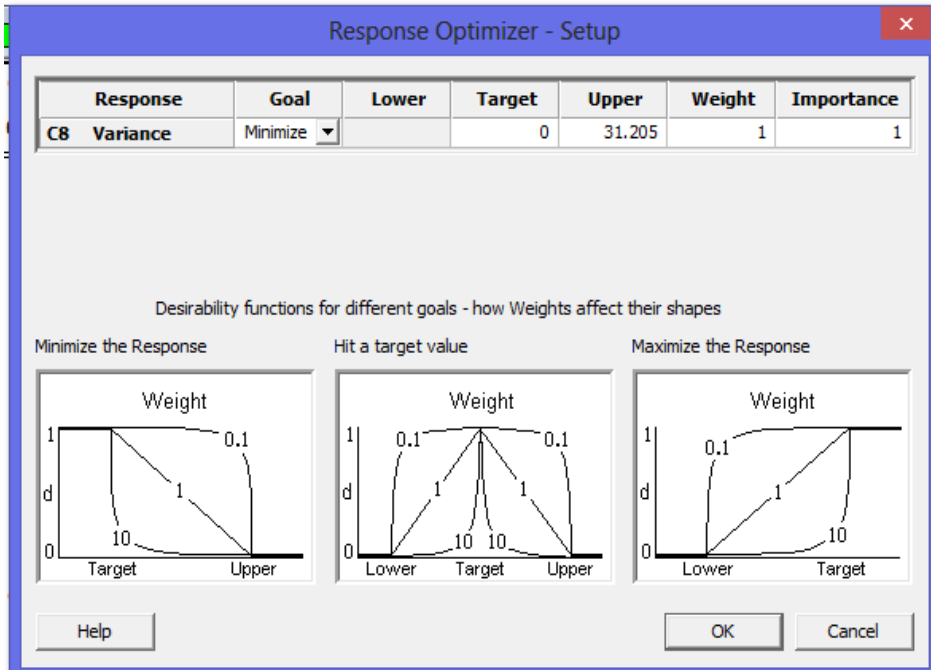 Response Optimizer - Setup
Response Goal Lower Target Upper Weight Importance
C8 Variance Minimize 0 31.205 1 1
Desirability functions for different goals - how Weights affect their shapes
Minimize the Response Hit a target value Maximize the Response
Weight Weight Weight
1 0.1 1 0.1 0.1 1 0.1
d 1 d 1 1 d 1
0 10 0 10 10 0 10
Target Upper Lower Target Upper Lower Target
Help OK Cancel